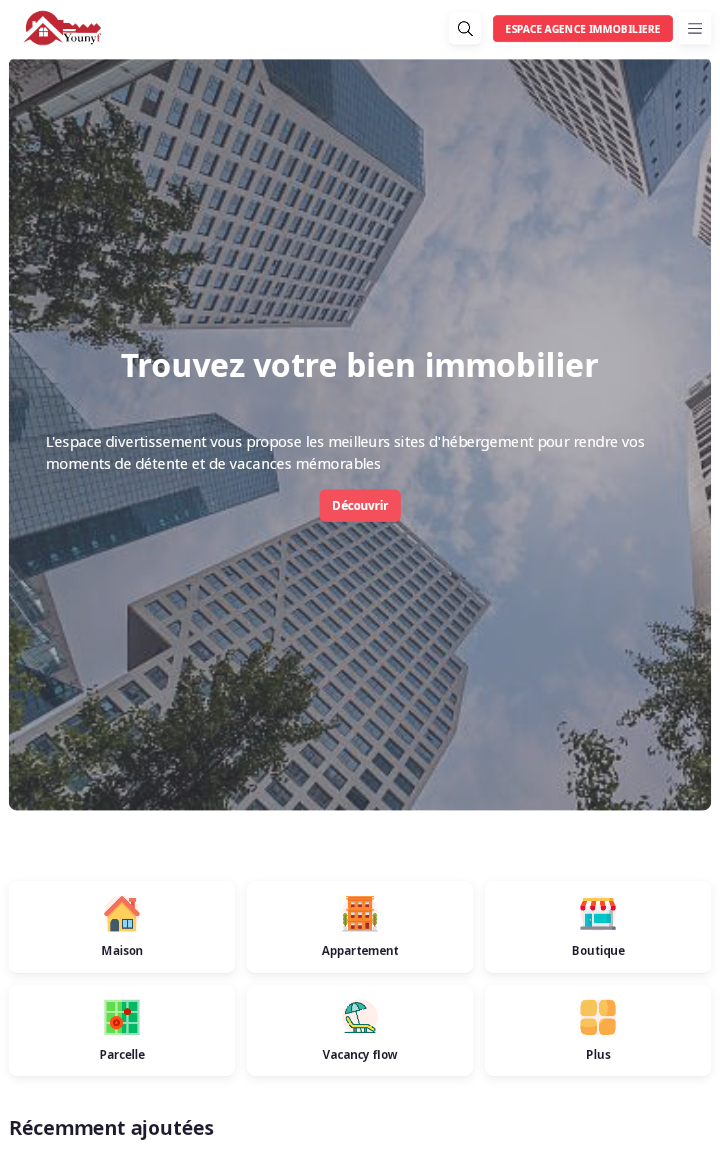 Younyf
ESPACE AGENCE IMMOBILIERE
Trouvez votre bien immobilier
L'espace divertissement vous propose les meilleurs sites d'hébergement pour rendre vos
moments de détente et de vacances mémorables
Découvrir
Maison
Appartement
Boutique
Parcelle
Vacancy flow
Plus
Récemment ajoutées